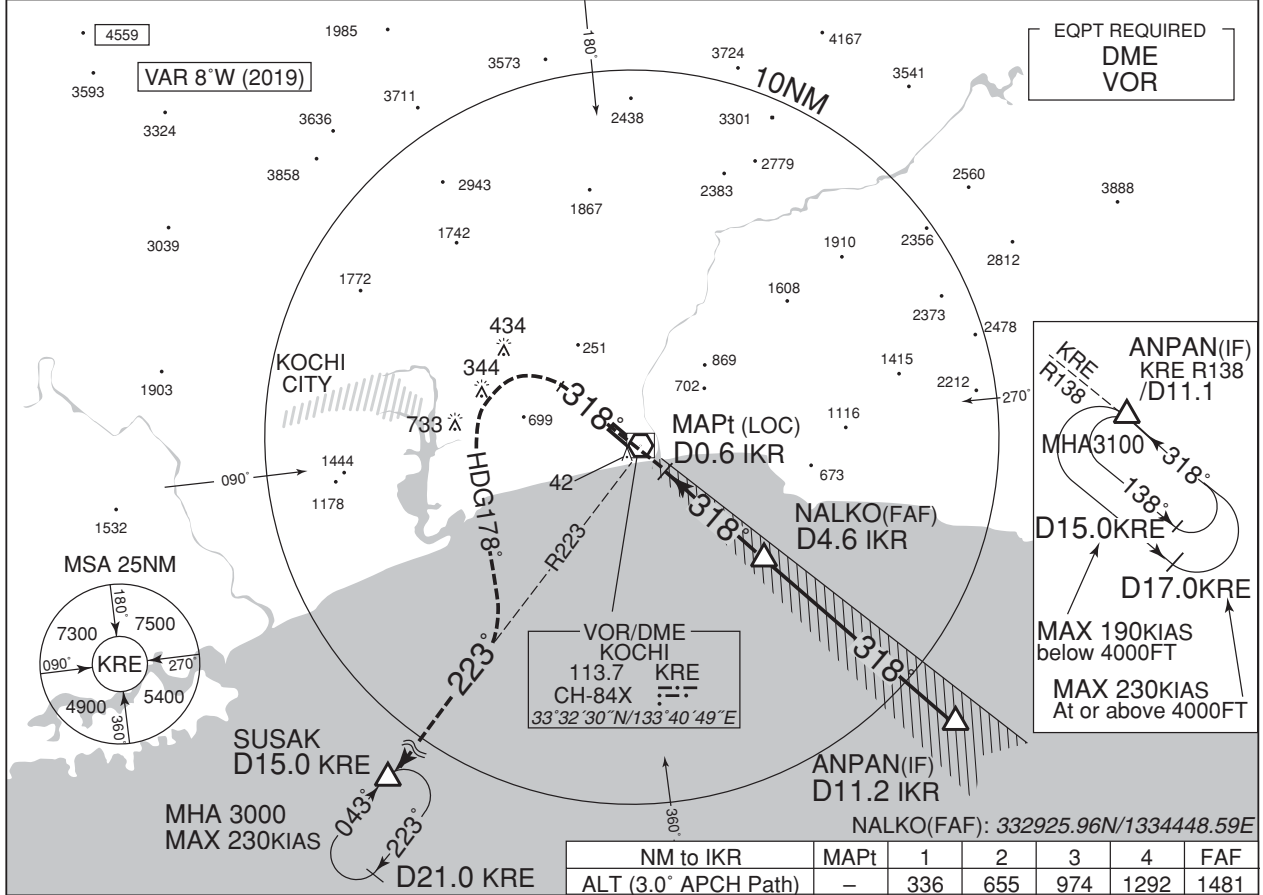 4559
1985
180°
3724
4167
EQPT REQUIRED
DME
VOR
VAR 8°W (2019)
3573
3541
3593
10NM
3711
3324
3636
2438
3301
3858
2779
2943
2383
2560
3888
1867
3039
1742
1910
2356
2812
1772
1608
2373
2478
434
251
KOCHI
CITY
344
869
1415
1903
702
2212
270°
318°
733
699
1116
MAPt (LOC)
D0.6 IKR
42
1444
1178
090°
673
HDG178°
318°
NALKO(FAF)
D4.6 IKR
1532
R223
KRE
R138
ANPAN(IF)
KRE R138
/D11.1
MHA3100
318°
138°
D15.0KRE
D17.0KRE
MAX 190KIAS
below 4000FT
MAX 230KIAS
At or above 4000FT
MSA 25NM
180°
7300
7500
090°
KRE
270°
4900
5400
360°
VOR/DME
KOCHI
113.7 KRE
CH-84X
33°32´30˝N/133°40´49˝E
318°
223°
SUSAK
D15.0 KRE
ANPAN(IF)
D11.2 IKR
MHA 3000
MAX 230KIAS
043°
223°
D21.0 KRE
360°
NALKO(FAF): 332925.96N/1334448.59E
NM to IKR MAPt 1 2 3 4 FAF
ALT (3.0° APCH Path) – 336 655 974 1292 1481